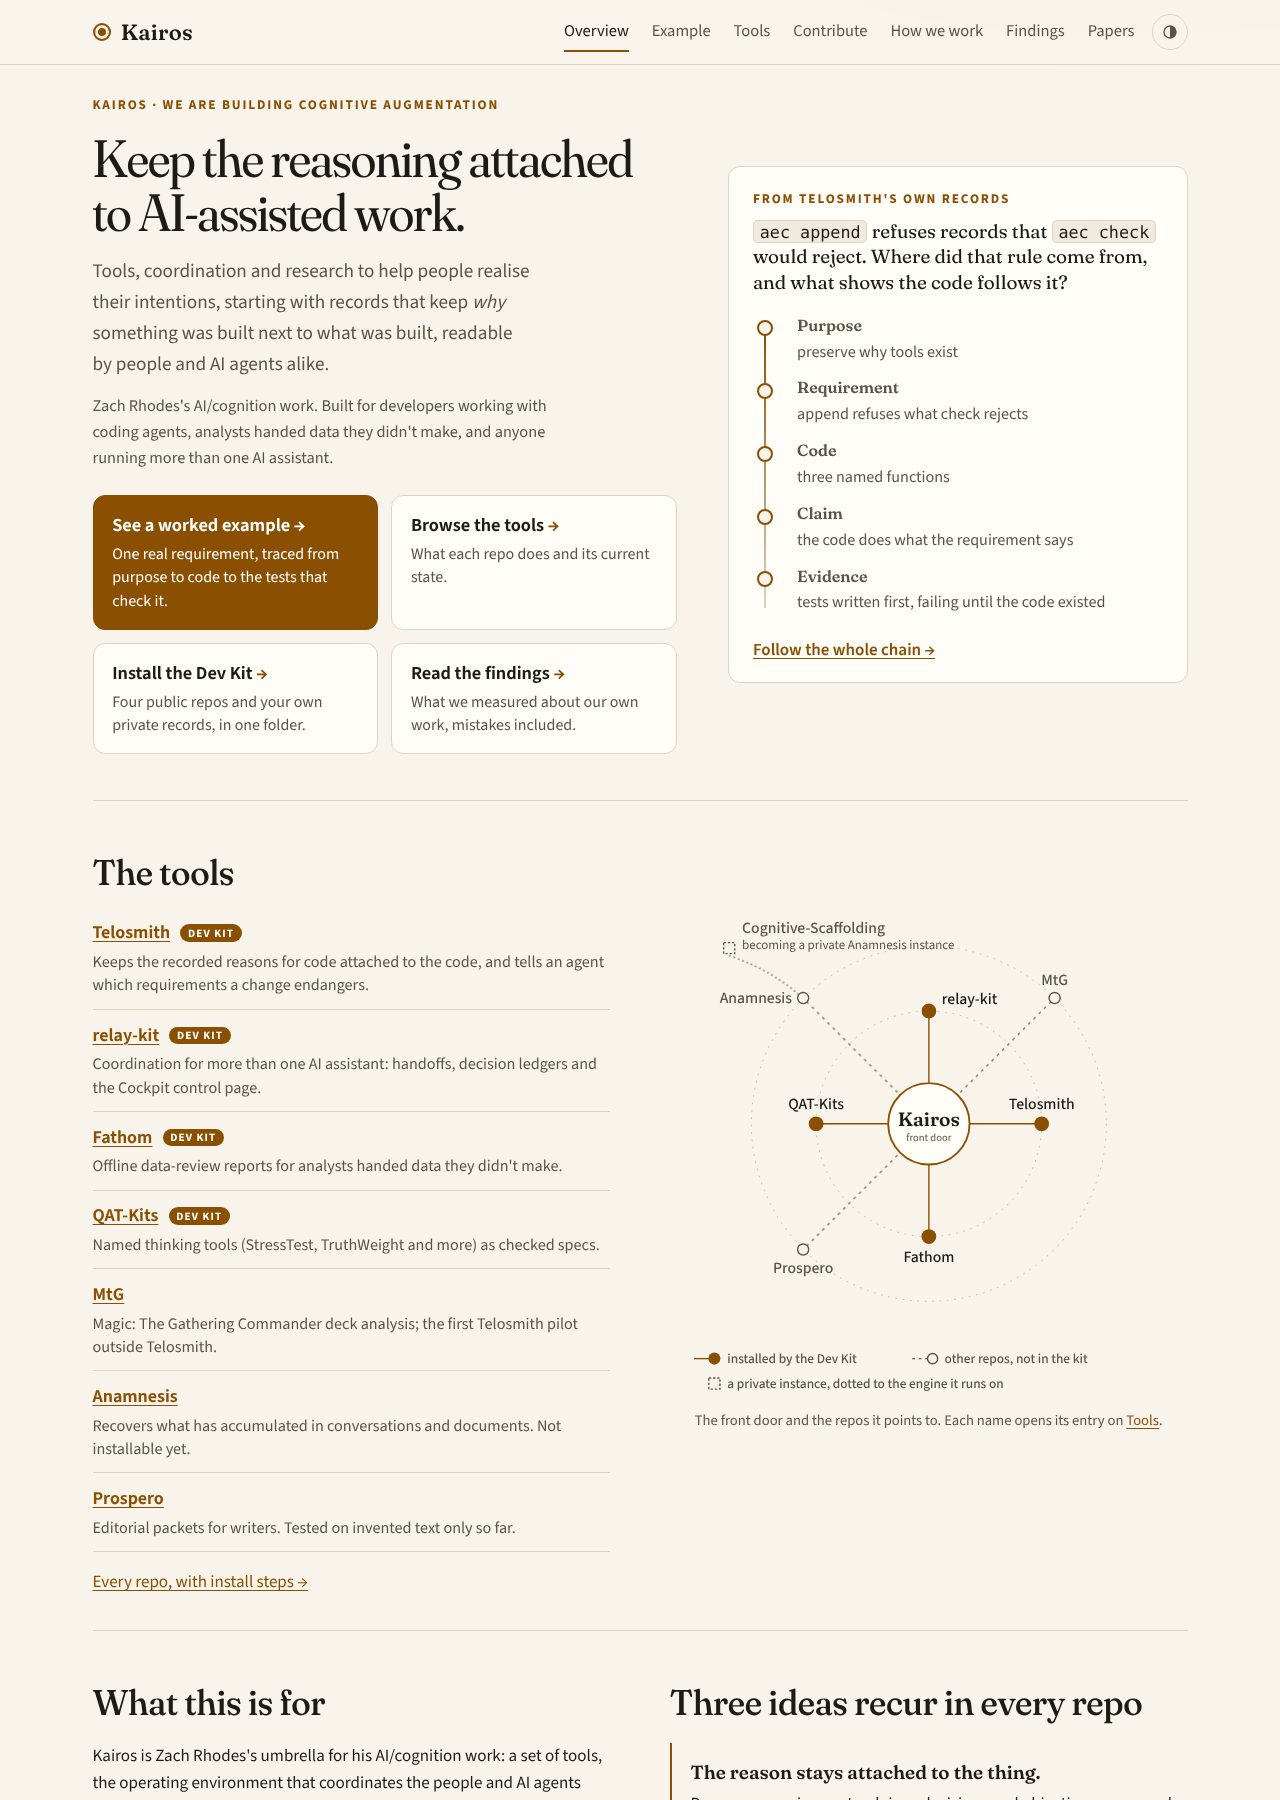 Kairos
Overview
Example
Tools
Contribute
How we work
Findings
Papers
KAIROS · WE ARE BUILDING COGNITIVE AUGMENTATION
Keep the reasoning attached
to AI-assisted work.
Tools, coordination and research to help people realise
their intentions, starting with records that keep why
something was built next to what was built, readable
by people and AI agents alike.
Zach Rhodes's AI/cognition work. Built for developers working with
coding agents, analysts handed data they didn't make, and anyone
running more than one AI assistant.
See a worked example →
One real requirement, traced from
purpose to code to the tests that
check it.
Browse the tools →
What each repo does and its current
state.
Install the Dev Kit →
Four public repos and your own
private records, in one folder.
Read the findings →
What we measured about our own
work, mistakes included.
FROM TELOSMITH'S OWN RECORDS
aec append refuses records that aec check
would reject. Where did that rule come from,
and what shows the code follows it?
Purpose
preserve why tools exist
Requirement
append refuses what check rejects
Code
three named functions
Claim
the code does what the requirement says
Evidence
tests written first, failing until the code existed
Follow the whole chain →
The tools
Telosmith DEV KIT
Keeps the recorded reasons for code attached to the code, and tells an agent
which requirements a change endangers.
relay-kit DEV KIT
Coordination for more than one AI assistant: handoffs, decision ledgers and
the Cockpit control page.
Fathom DEV KIT
Offline data-review reports for analysts handed data they didn't make.
QAT-Kits DEV KIT
Named thinking tools (StressTest, TruthWeight and more) as checked specs.
MtG
Magic: The Gathering Commander deck analysis; the first Telosmith pilot
outside Telosmith.
Anamnesis
Recovers what has accumulated in conversations and documents. Not
installable yet.
Prospero
Editorial packets for writers. Tested on invented text only so far.
Every repo, with install steps →
Cognitive-Scaffolding
becoming a private Anamnesis instance
Anamnesis
MtG
relay-kit
QAT-Kits
Kairos
front door
Telosmith
Fathom
Prospero
installed by the Dev Kit
other repos, not in the kit
a private instance, dotted to the engine it runs on
The front door and the repos it points to. Each name opens its entry on Tools.
What this is for
Kairos is Zach Rhodes's umbrella for his AI/cognition work: a set of tools,
the operating environment that coordinates the people and AI agents
Three ideas recur in every repo
The reason stays attached to the thing.